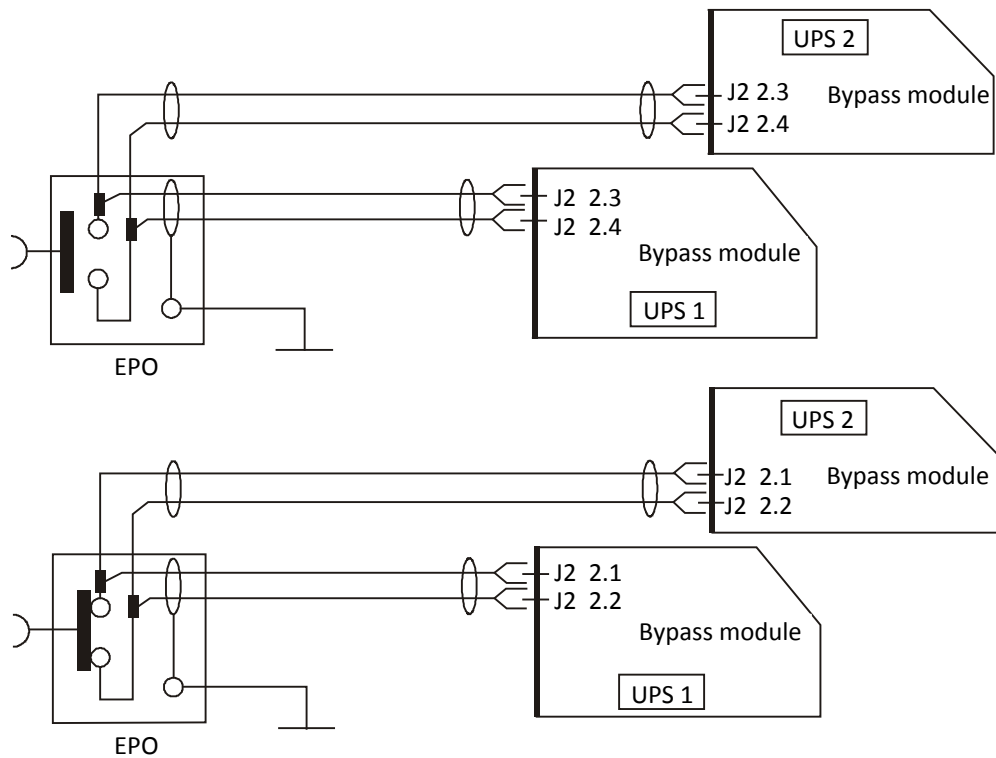 UPS 2
J2 2.3
Bypass module
J2 2.4
J2 2.3
J2 2.4
Bypass module
UPS 1
EPO
UPS 2
J2 2.1
Bypass module
J2 2.2
J2 2.1
J2 2.2
Bypass module
UPS 1
EPO